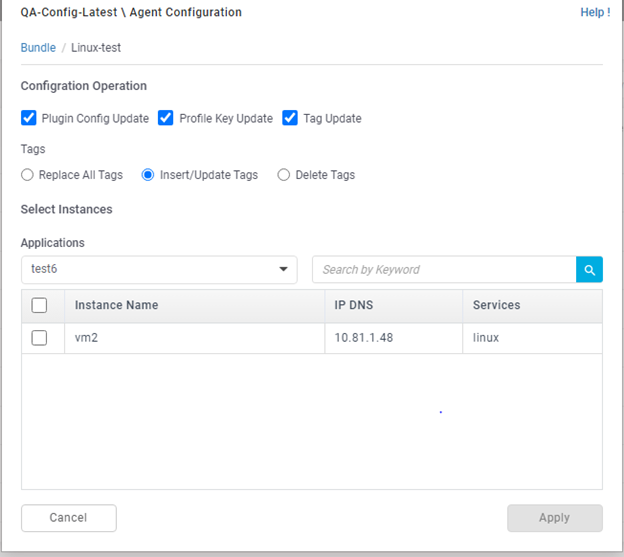 QA-Config-Latest \ Agent Configuration Help !
Bundle / Linux-test
Configration Operation
Plugin Config Update Profile Key Update Tag Update
Tags
Replace All Tags Insert/Update Tags Delete Tags
Select Instances
Applications
test6 Search by Keyword
Instance Name IP DNS Services
vm2 10.81.1.48 linux
Cancel Apply